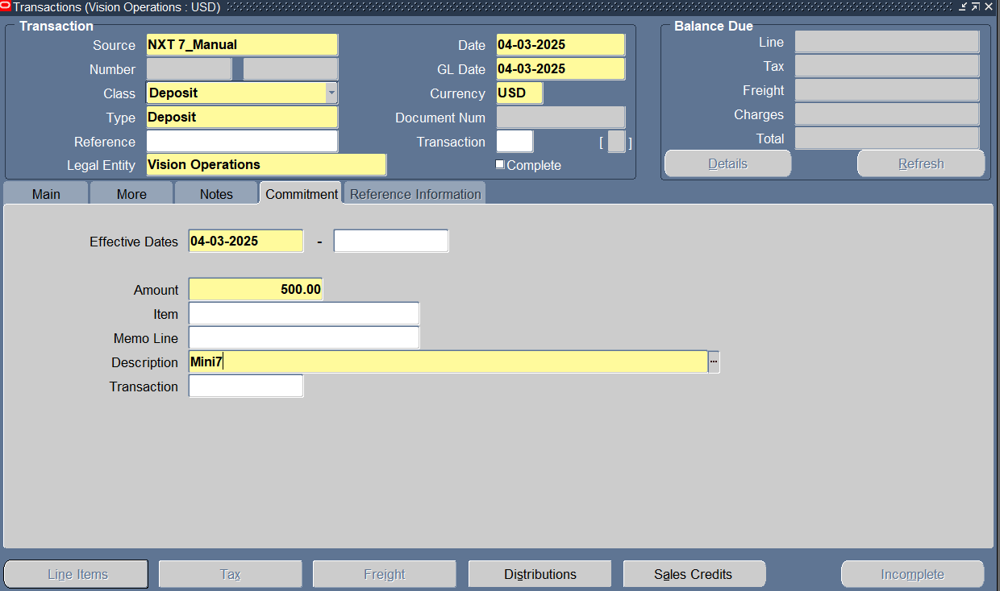 Transactions (Vision Operations : USD)
Transaction
Source NXT 7_Manual
Number
Class Deposit
Type Deposit
Reference
Legal Entity Vision Operations
Date 04-03-2025
GL Date 04-03-2025
Currency USD
Document Num
Transaction [ ]
Complete
Balance Due
Line
Tax
Freight
Charges
Total
Details Refresh
Main More Notes Commitment Reference Information
Effective Dates 04-03-2025 -
Amount 500.00
Item
Memo Line
Description Mini7 ...
Transaction
Line Items Tax Freight Distributions Sales Credits Incomplete